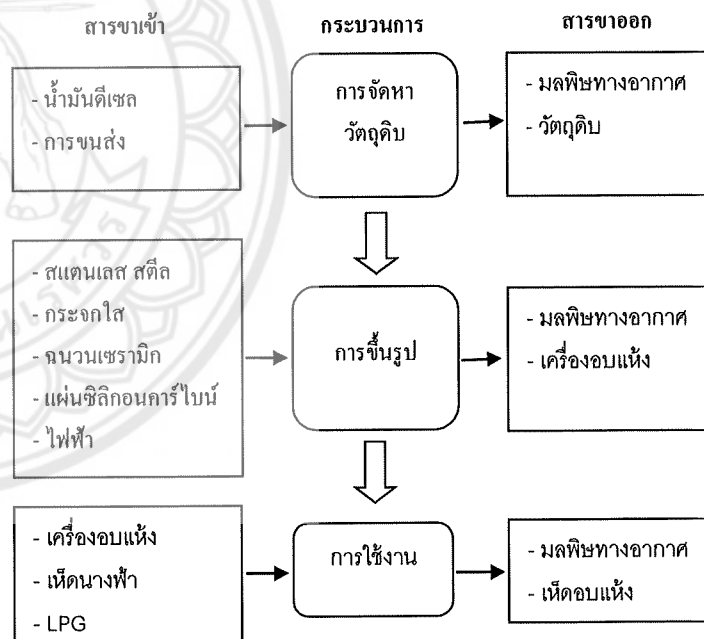 สารขาเข้า
กระบวนการ
สารขาออก
- น้ำมันดีเซล
- การขนส่ง
การจัดหา
วัตถุดิบ
- มลพิษทางอากาศ
- วัตถุดิบ
- สแตนเลส สตีล
- กระจกใส
- ฉนวนเซรามิก
- แผ่นซิลิกอนคาร์ไบน์
- ไฟฟ้า
การขึ้นรูป
- มลพิษทางอากาศ
- เครื่องอบแห้ง
- เครื่องอบแห้ง
- เห็ดนางฟ้า
- LPG
การใช้งาน
- มลพิษทางอากาศ
- เห็ดอบแห้ง